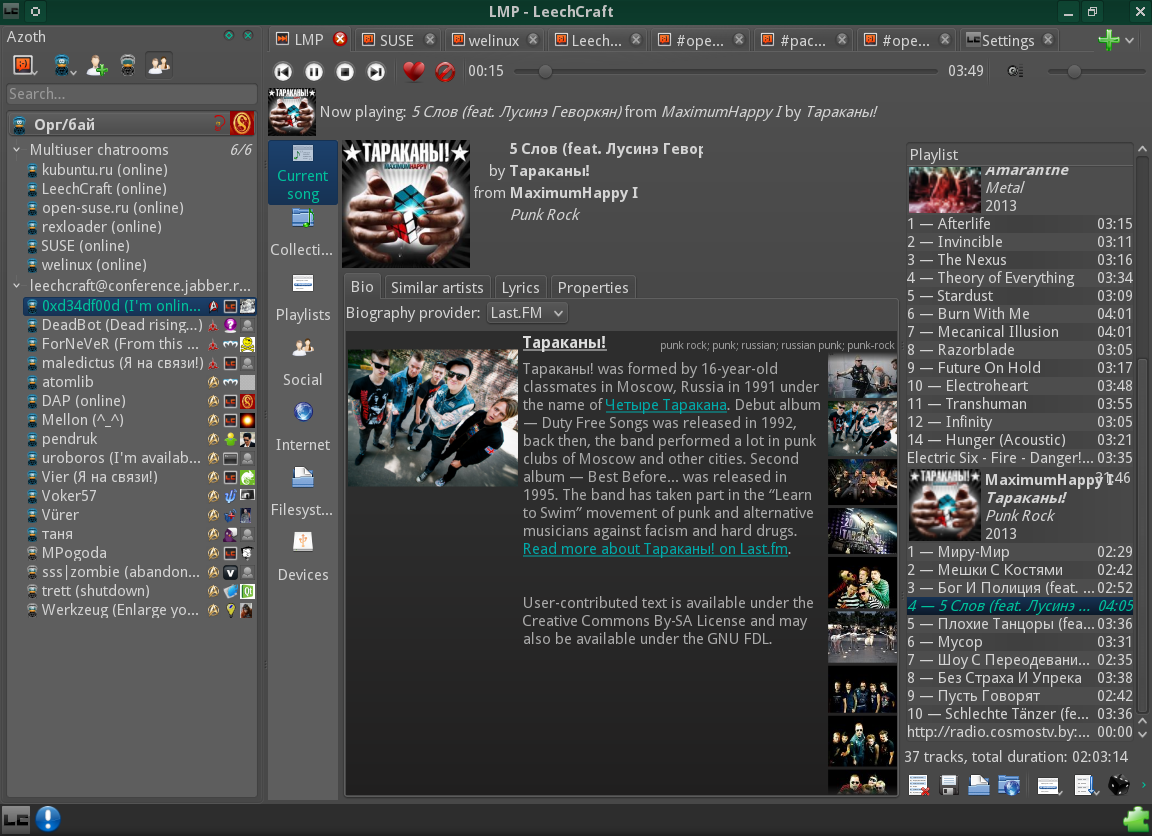 LMP - LeechCraft
Azoth
Search...
Орг/бай
Multiuser chatrooms 6/6
kubuntu.ru (online)
LeechCraft (online)
open-suse.ru (online)
rexloader (online)
SUSE (online)
welinux (online)
leechcraft@conference.jabber.r...
0xd34df00d (I'm onlin...
DeadBot (Dead rising...)
ForNeVeR (From this ...
maledictus (Я на связи!)
atomlib
DAP (online)
Mellon (^_^)
pendruk
uroboros (I'm availab...
Vier (Я на связи!)
Voker57
Vürer
таня
MPogoda
sss|zombie (abandon...
trett (shutdown)
Werkzeug (Enlarge yo...
LMP
SUSE
welinux
Leech...
#ope...
#pac...
#ope...
Settings
00:15
03:49
Now playing: 5 Слов (feat. Лусинэ Геворкян) from MaximumHappy I by Тараканы!
Current
song
Collecti...
Playlists
Social
Internet
Filesyst...
Devices
ТАРАКАНЫ!
5 Слов (feat. Лусинэ Гевор
by Тараканы!
from MaximumHappy I
Punk Rock
Bio
Similar artists
Lyrics
Properties
Biography provider: Last.FM
Тараканы!
punk rock; punk; russian; russian punk; punk-rock
Тараканы! was formed by 16-year-old
classmates in Moscow, Russia in 1991 under
the name of Четыре Таракана. Debut album
— Duty Free Songs was released in 1992,
back then, the band performed a lot in punk
clubs of Moscow and other cities. Second
album — Best Before... was released in
1995. The band has taken part in the “Learn
to Swim” movement of punk and alternative
musicians against facism and hard drugs.
Read more about Тараканы! on Last.fm.
User-contributed text is available under the
Creative Commons By-SA License and may
also be available under the GNU FDL.
Playlist
Amaranthe
Metal
2013
1 — Afterlife 03:15
2 — Invincible 03:11
3 — The Nexus 03:16
4 — Theory of Everything 03:34
5 — Stardust 03:09
6 — Burn With Me 04:01
7 — Mecanical Illusion 04:01
8 — Razorblade 03:05
9 — Future On Hold 03:17
10 — Electroheart 03:48
11 — Transhuman 03:55
12 — Infinity 03:05
14 — Hunger (Acoustic) 03:21
Electric Six - Fire - Danger!... 03:35
MaximumHappy I 31:46
Тараканы!
Punk Rock
2013
1 — Миру-Мир 02:29
2 — Мешки С Костями 02:42
3 — Бог И Полиция (feat. ... 02:52
4 — 5 Слов (feat. Лусинэ ... 04:05
5 — Плохие Танцоры (fea... 03:36
6 — Мусор 03:31
7 — Шоу С Переодевани... 02:35
8 — Без Страха И Упрека 03:38
9 — Пусть Говорят 02:42
10 — Schlechte Tänzer (fe... 03:36
http://radio.cosmostv.by:... 00:00
37 tracks, total duration: 02:03:14